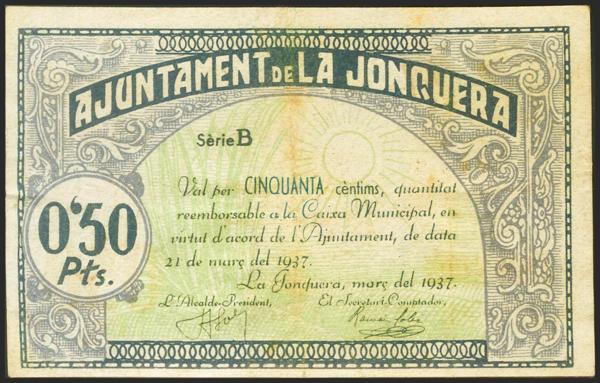 AJUNTAMENT DE LA JONQUERA
Sèrie B
Val per CINQUANTA cèntims, quantitat
reemborsable a la Caixa Municipal, en
virtut d'acord de l'Ajuntament, de data
21 de març del 1937.
La Jonquera, març del 1937.
0'50
Pts.
L'Alcalde-President, El Secretari-Comptador,